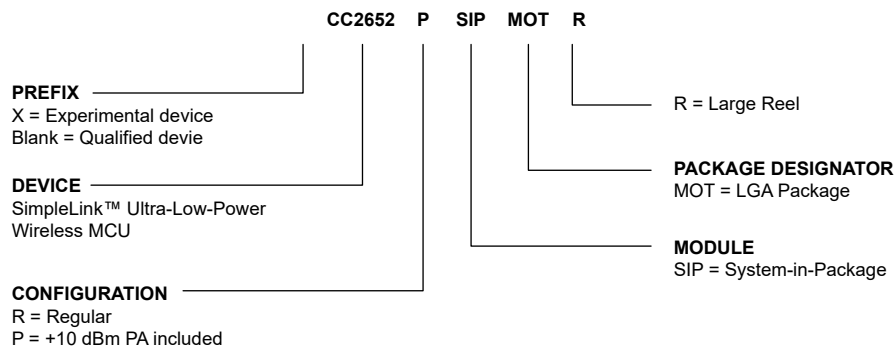 CC2652 P SIP MOT R
PREFIX
X = Experimental device
Blank = Qualified devie
DEVICE
SimpleLink™ Ultra-Low-Power
Wireless MCU
CONFIGURATION
R = Regular
P = +10 dBm PA included
R = Large Reel
PACKAGE DESIGNATOR
MOT = LGA Package
MODULE
SIP = System-in-Package